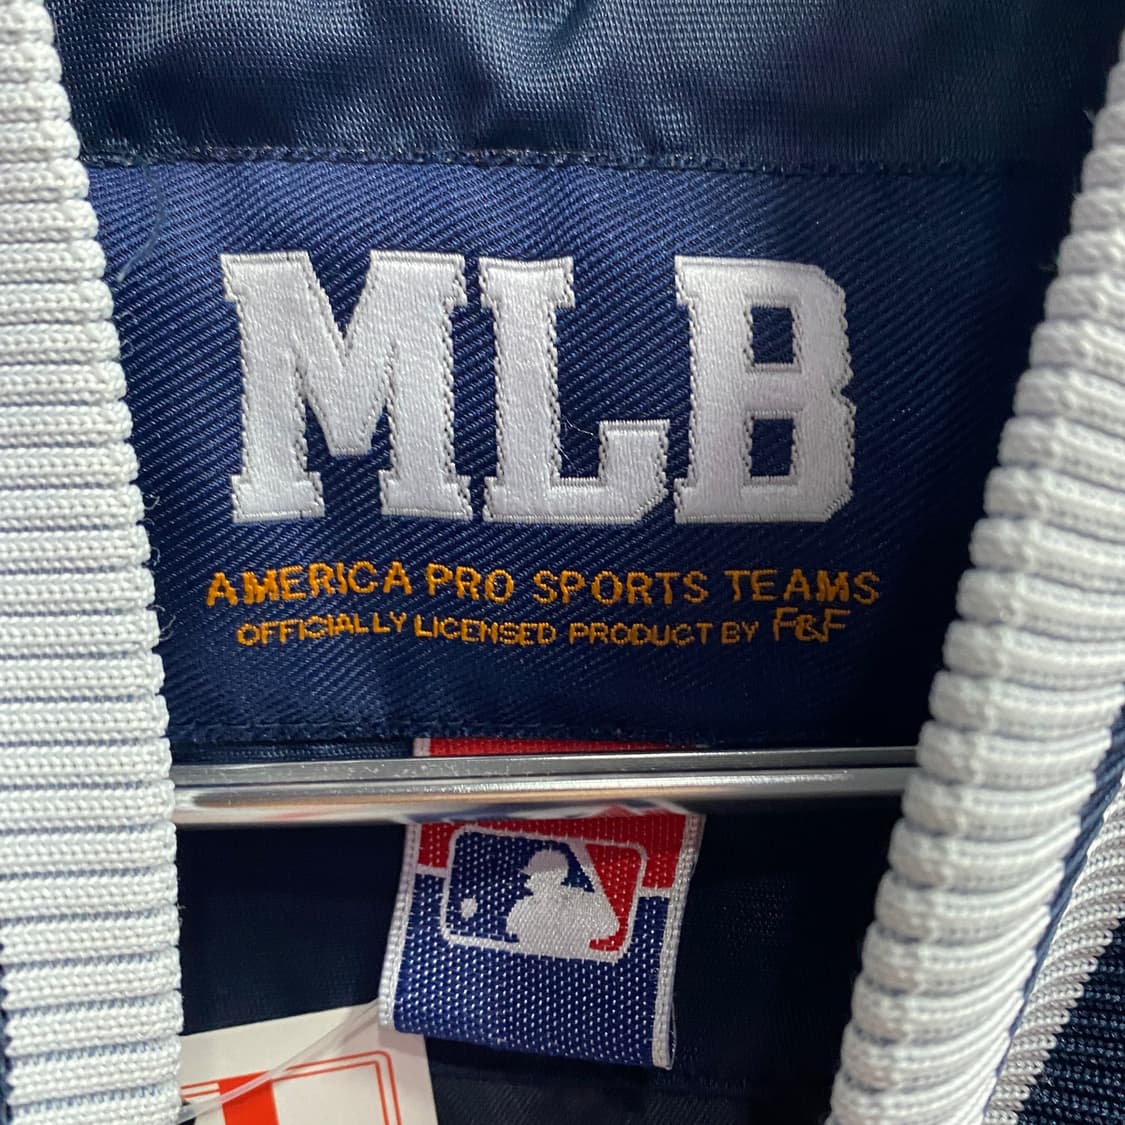 MLB
AMERICA PRO SPORTS TEAMS
OFFICIALLY LICENSED PRODUCT BY F&F